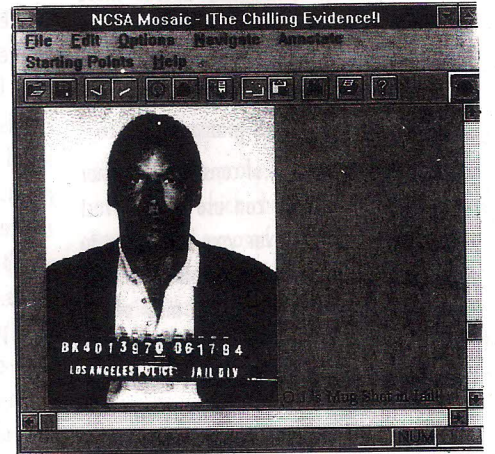 NCSA Mosaic - !The Chilling Evidence!!
File Edit Options Navigate Annotate
Starting Points Help
BK4013970 061794
LOS ANGELES POLICE JAIL DIV
O.J.'s Mug Shot in Jail!
NUM